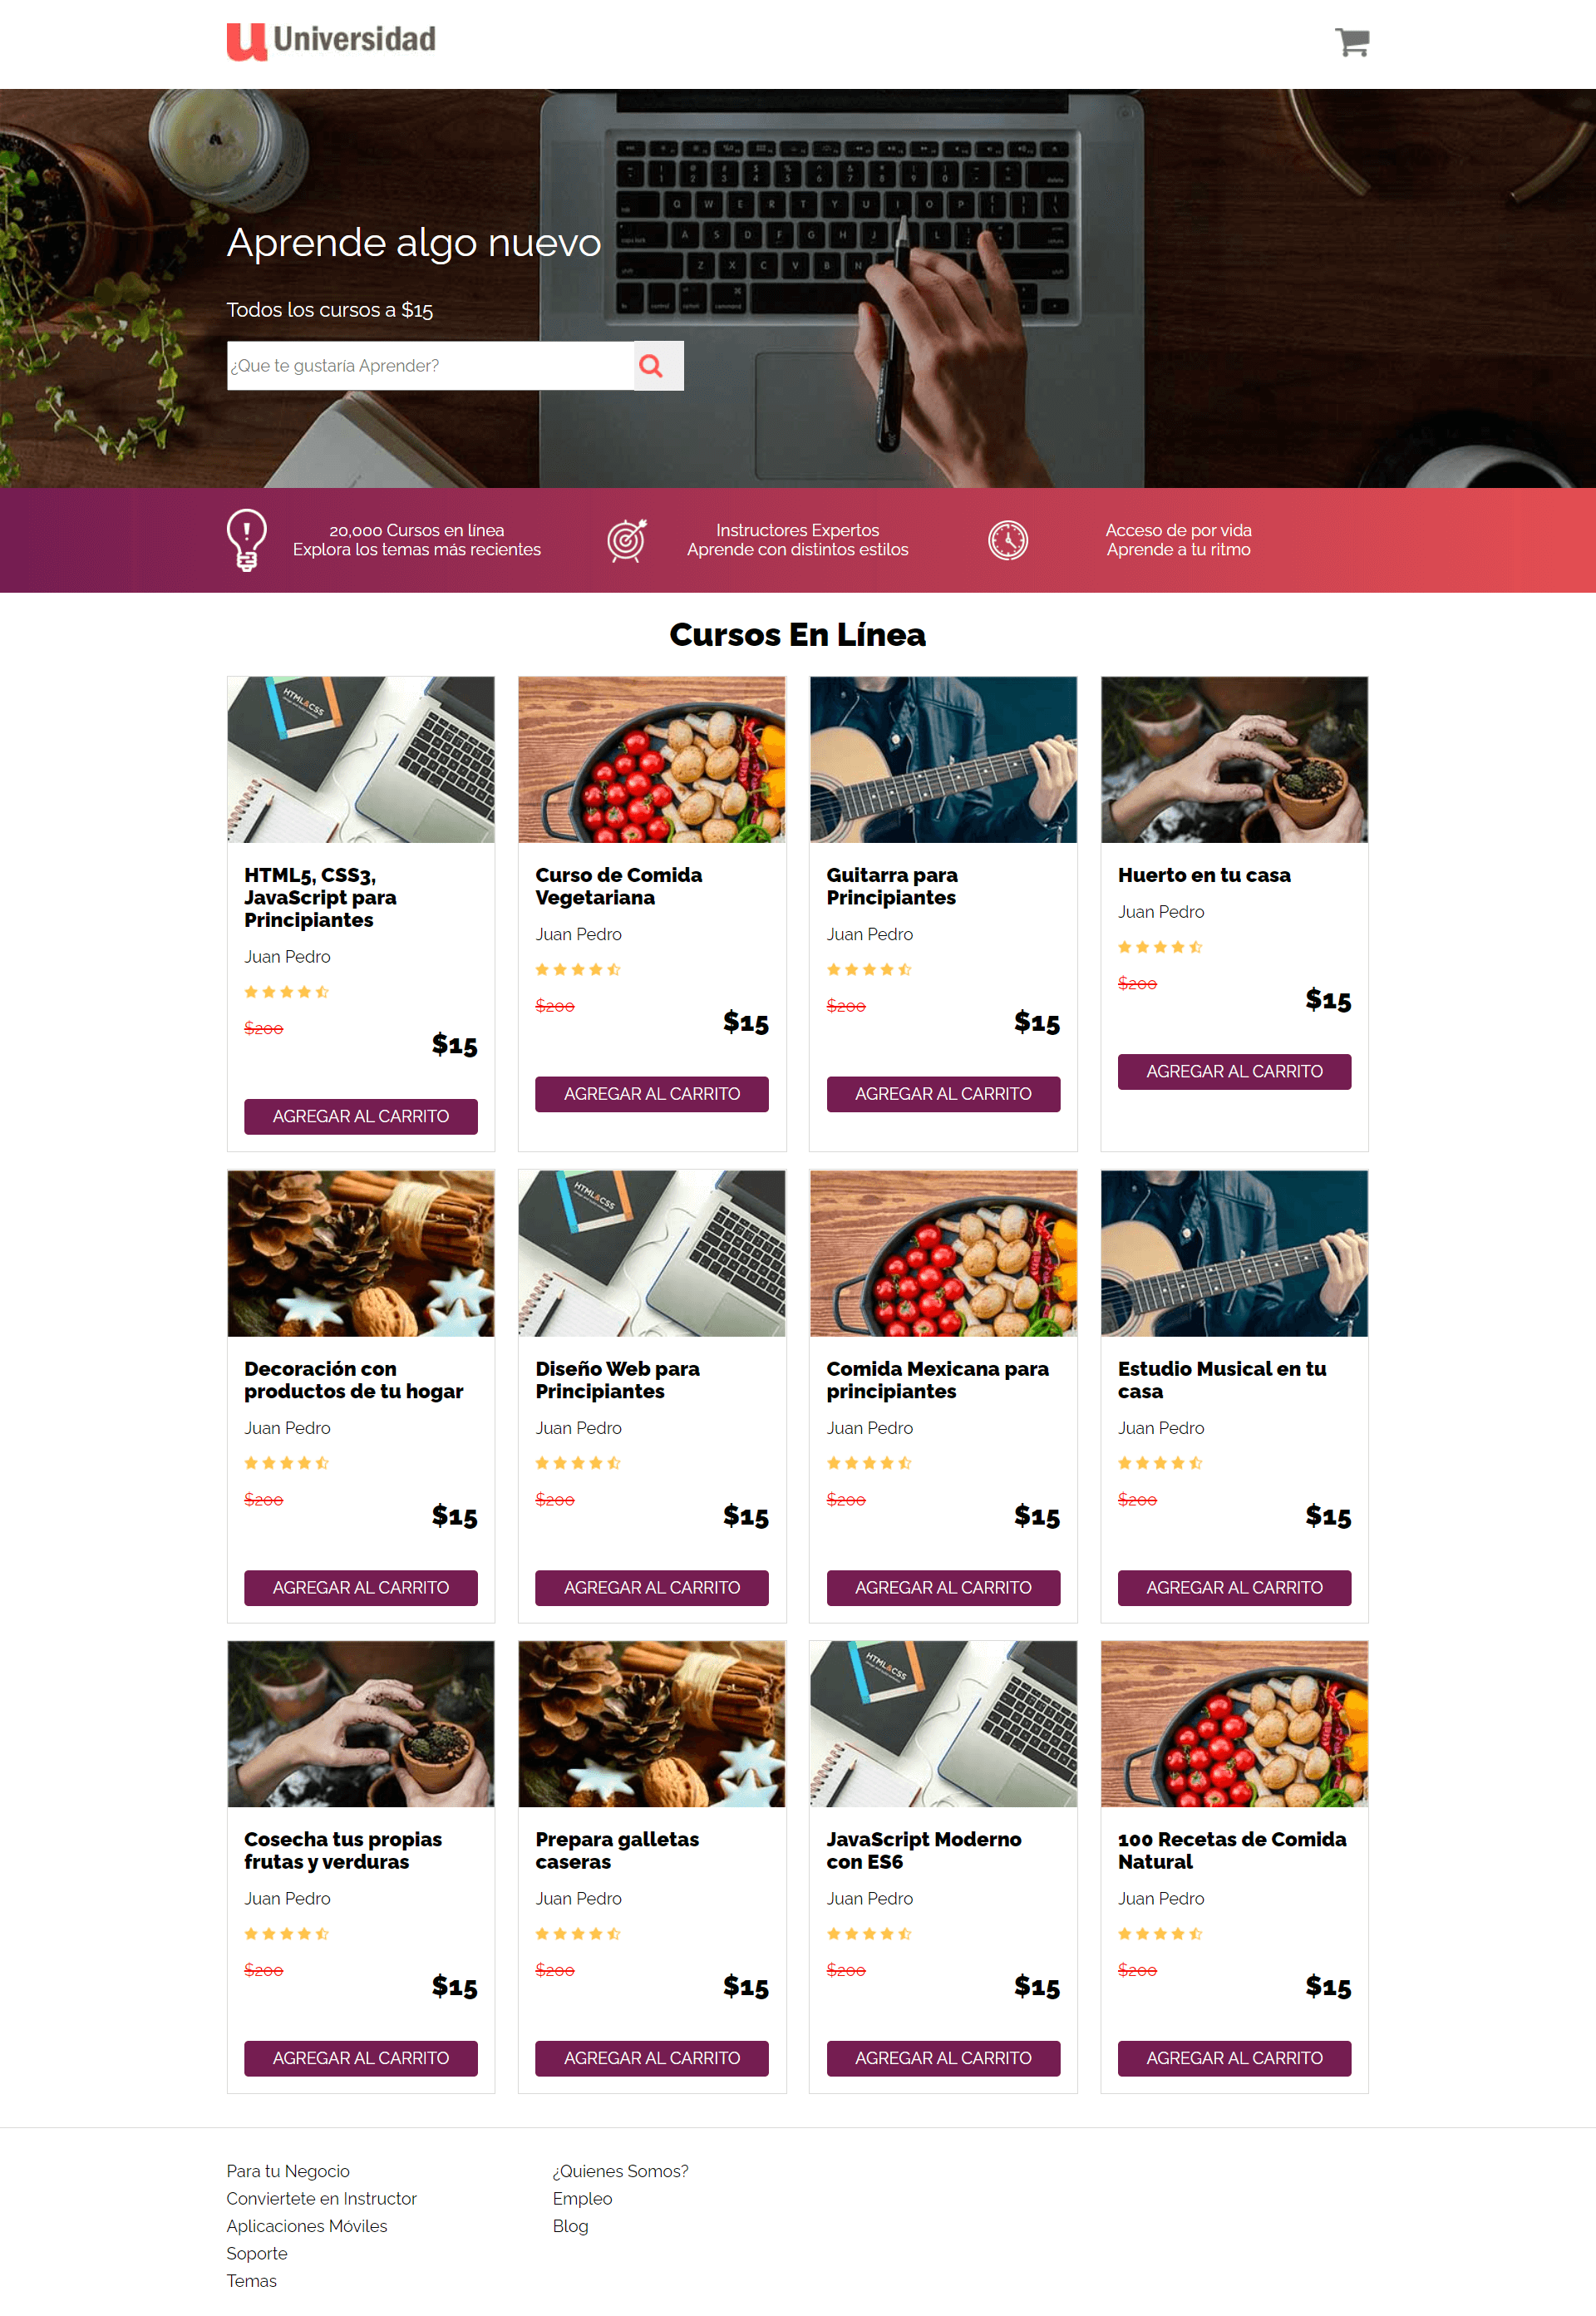 Universidad
Aprende algo nuevo
Todos los cursos a $15
¿Que te gustaría Aprender?
20,000 Cursos en línea
Explora los temas más recientes
Instructores Expertos
Aprende con distintos estilos
Acceso de por vida
Aprende a tu ritmo
Cursos En Línea
HTML&CSS
HTML5, CSS3,
JavaScript para
Principiantes
Juan Pedro
$200
$15
AGREGAR AL CARRITO
Curso de Comida
Vegetariana
Juan Pedro
$200
$15
AGREGAR AL CARRITO
Guitarra para
Principiantes
Juan Pedro
$200
$15
AGREGAR AL CARRITO
Huerto en tu casa
Juan Pedro
$200
$15
AGREGAR AL CARRITO
Decoración con
productos de tu hogar
Juan Pedro
$200
$15
AGREGAR AL CARRITO
HTML&CSS
Diseño Web para
Principiantes
Juan Pedro
$200
$15
AGREGAR AL CARRITO
Comida Mexicana para
principiantes
Juan Pedro
$200
$15
AGREGAR AL CARRITO
Estudio Musical en tu
casa
Juan Pedro
$200
$15
AGREGAR AL CARRITO
Cosecha tus propias
frutas y verduras
Juan Pedro
$200
$15
AGREGAR AL CARRITO
Prepara galletas
caseras
Juan Pedro
$200
$15
AGREGAR AL CARRITO
HTML&CSS
JavaScript Moderno
con ES6
Juan Pedro
$200
$15
AGREGAR AL CARRITO
100 Recetas de Comida
Natural
Juan Pedro
$200
$15
AGREGAR AL CARRITO
Para tu Negocio
Conviertete en Instructor
Aplicaciones Móviles
Soporte
Temas
¿Quienes Somos?
Empleo
Blog